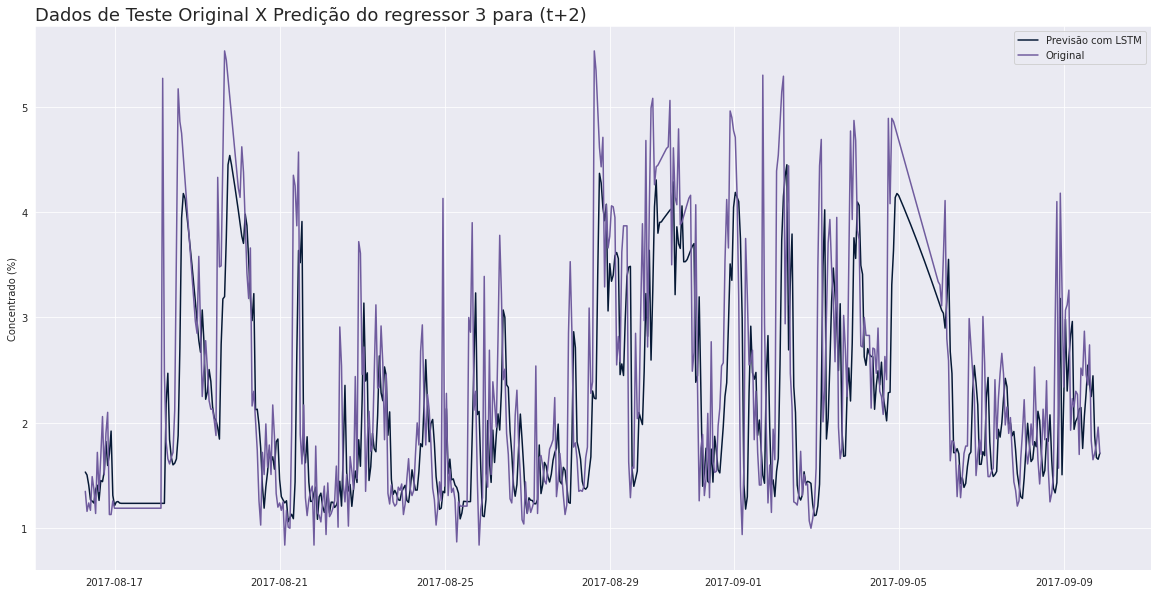 Dados de Teste Original X Predição do regressor 3 para (t+2)
Previsão com LSTM
Original
5
4
3
2
1
Concentrado (%)
2017-08-17 2017-08-21 2017-08-25 2017-08-29 2017-09-01 2017-09-05 2017-09-09